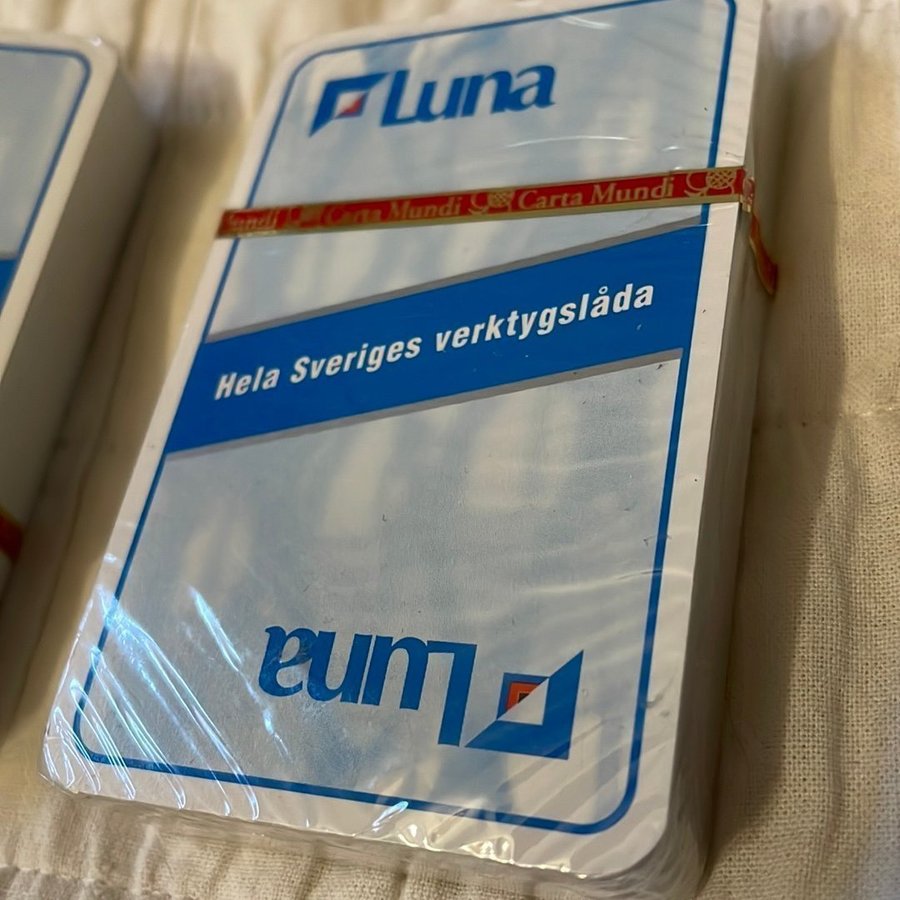 Luna
Carta Mundi Carta Mundi
Hela Sveriges verktygslåda
Luna